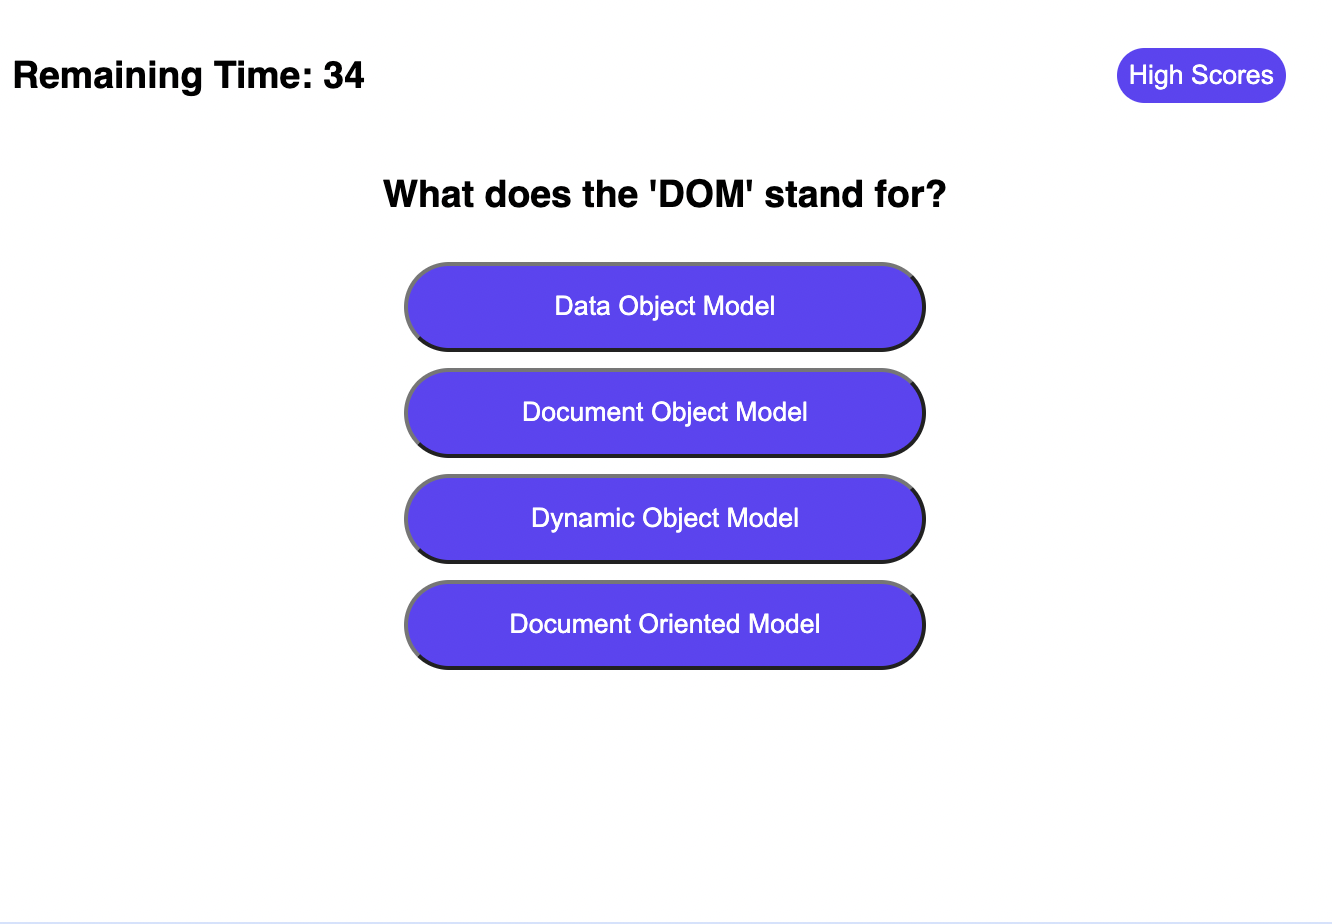 Remaining Time: 34
High Scores
What does the 'DOM' stand for?
Data Object Model
Document Object Model
Dynamic Object Model
Document Oriented Model